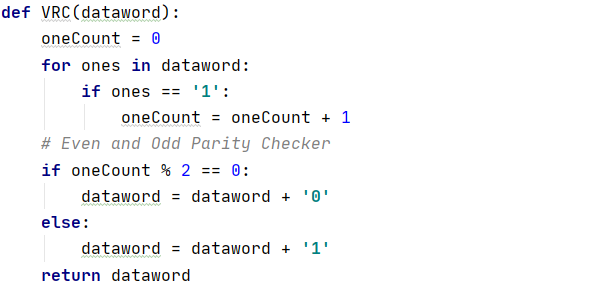 def VRC(dataword):
    oneCount = 0
    for ones in dataword:
        if ones == '1':
            oneCount = oneCount + 1
    # Even and Odd Parity Checker
    if oneCount % 2 == 0:
        dataword = dataword + '0'
    else:
        dataword = dataword + '1'
    return dataword